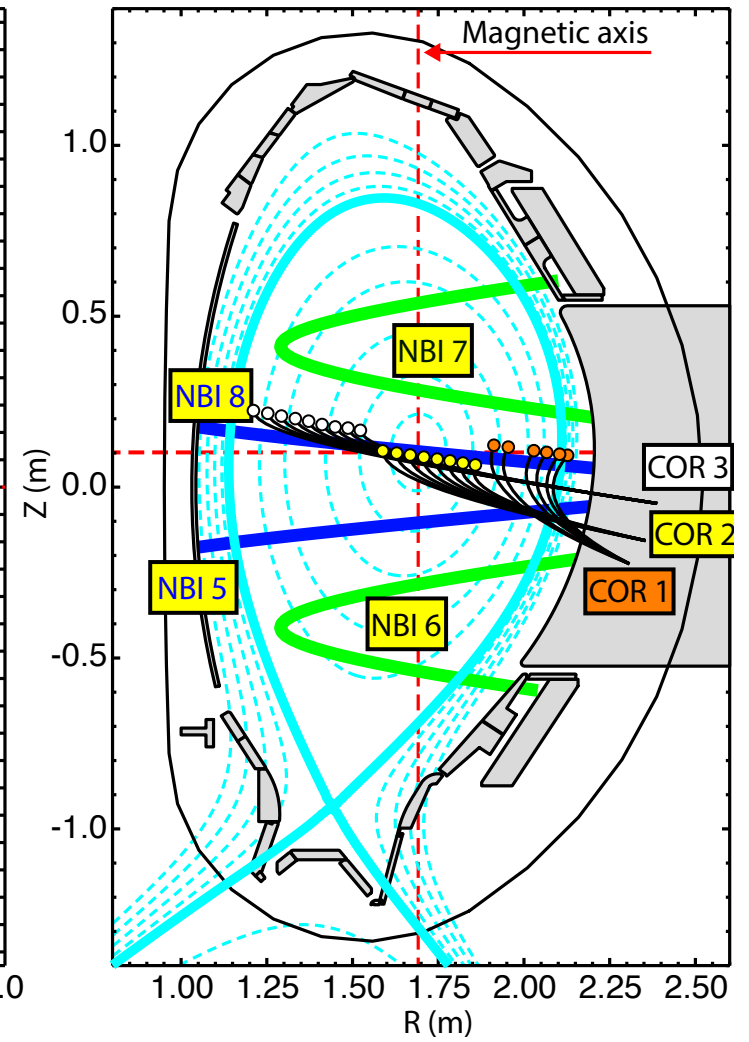 Magnetic axis
1.0
0.5
0.0
-0.5
-1.0
Z (m)
NBI 7
NBI 8
COR 3
COR 2
NBI 5
COR 1
NBI 6
.0
1.00 1.25 1.50 1.75 2.00 2.25 2.50
R (m)